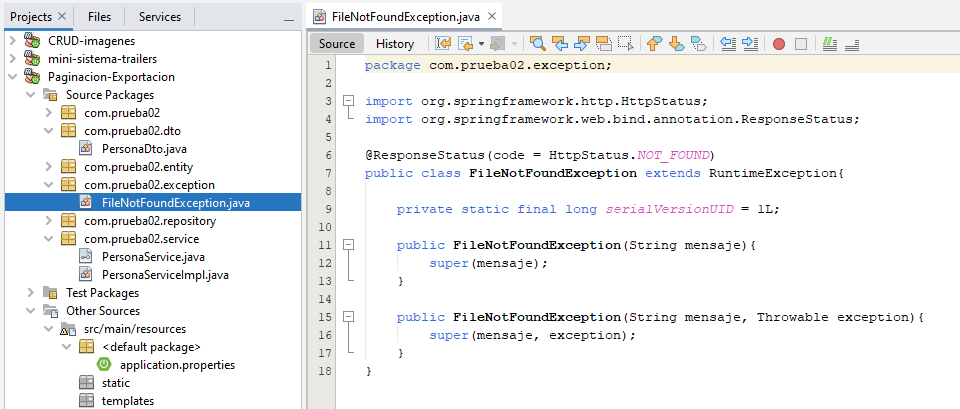 Projects
Files
Services
CRUD-imagenes
mini-sistema-trailers
Paginacion-Exportacion
Source Packages
com.prueba02
com.prueba02.dto
PersonaDto.java
com.prueba02.entity
com.prueba02.exception
FileNotFoundException.java
com.prueba02.repository
com.prueba02.service
PersonaService.java
PersonaServiceImpl.java
Test Packages
Other Sources
src/main/resources
<default package>
application.properties
static
templates
FileNotFoundException.java
Source
History
1 package com.prueba02.exception;
2
3 import org.springframework.http.HttpStatus;
4 import org.springframework.web.bind.annotation.ResponseStatus;
5
6 @ResponseStatus(code = HttpStatus.NOT_FOUND)
7 public class FileNotFoundException extends RuntimeException{
8
9 private static final long serialVersionUID = 1L;
10
11 public FileNotFoundException(String mensaje){
12 super(mensaje);
13 }
14
15 public FileNotFoundException(String mensaje, Throwable exception){
16 super(mensaje, exception);
17 }
18 }